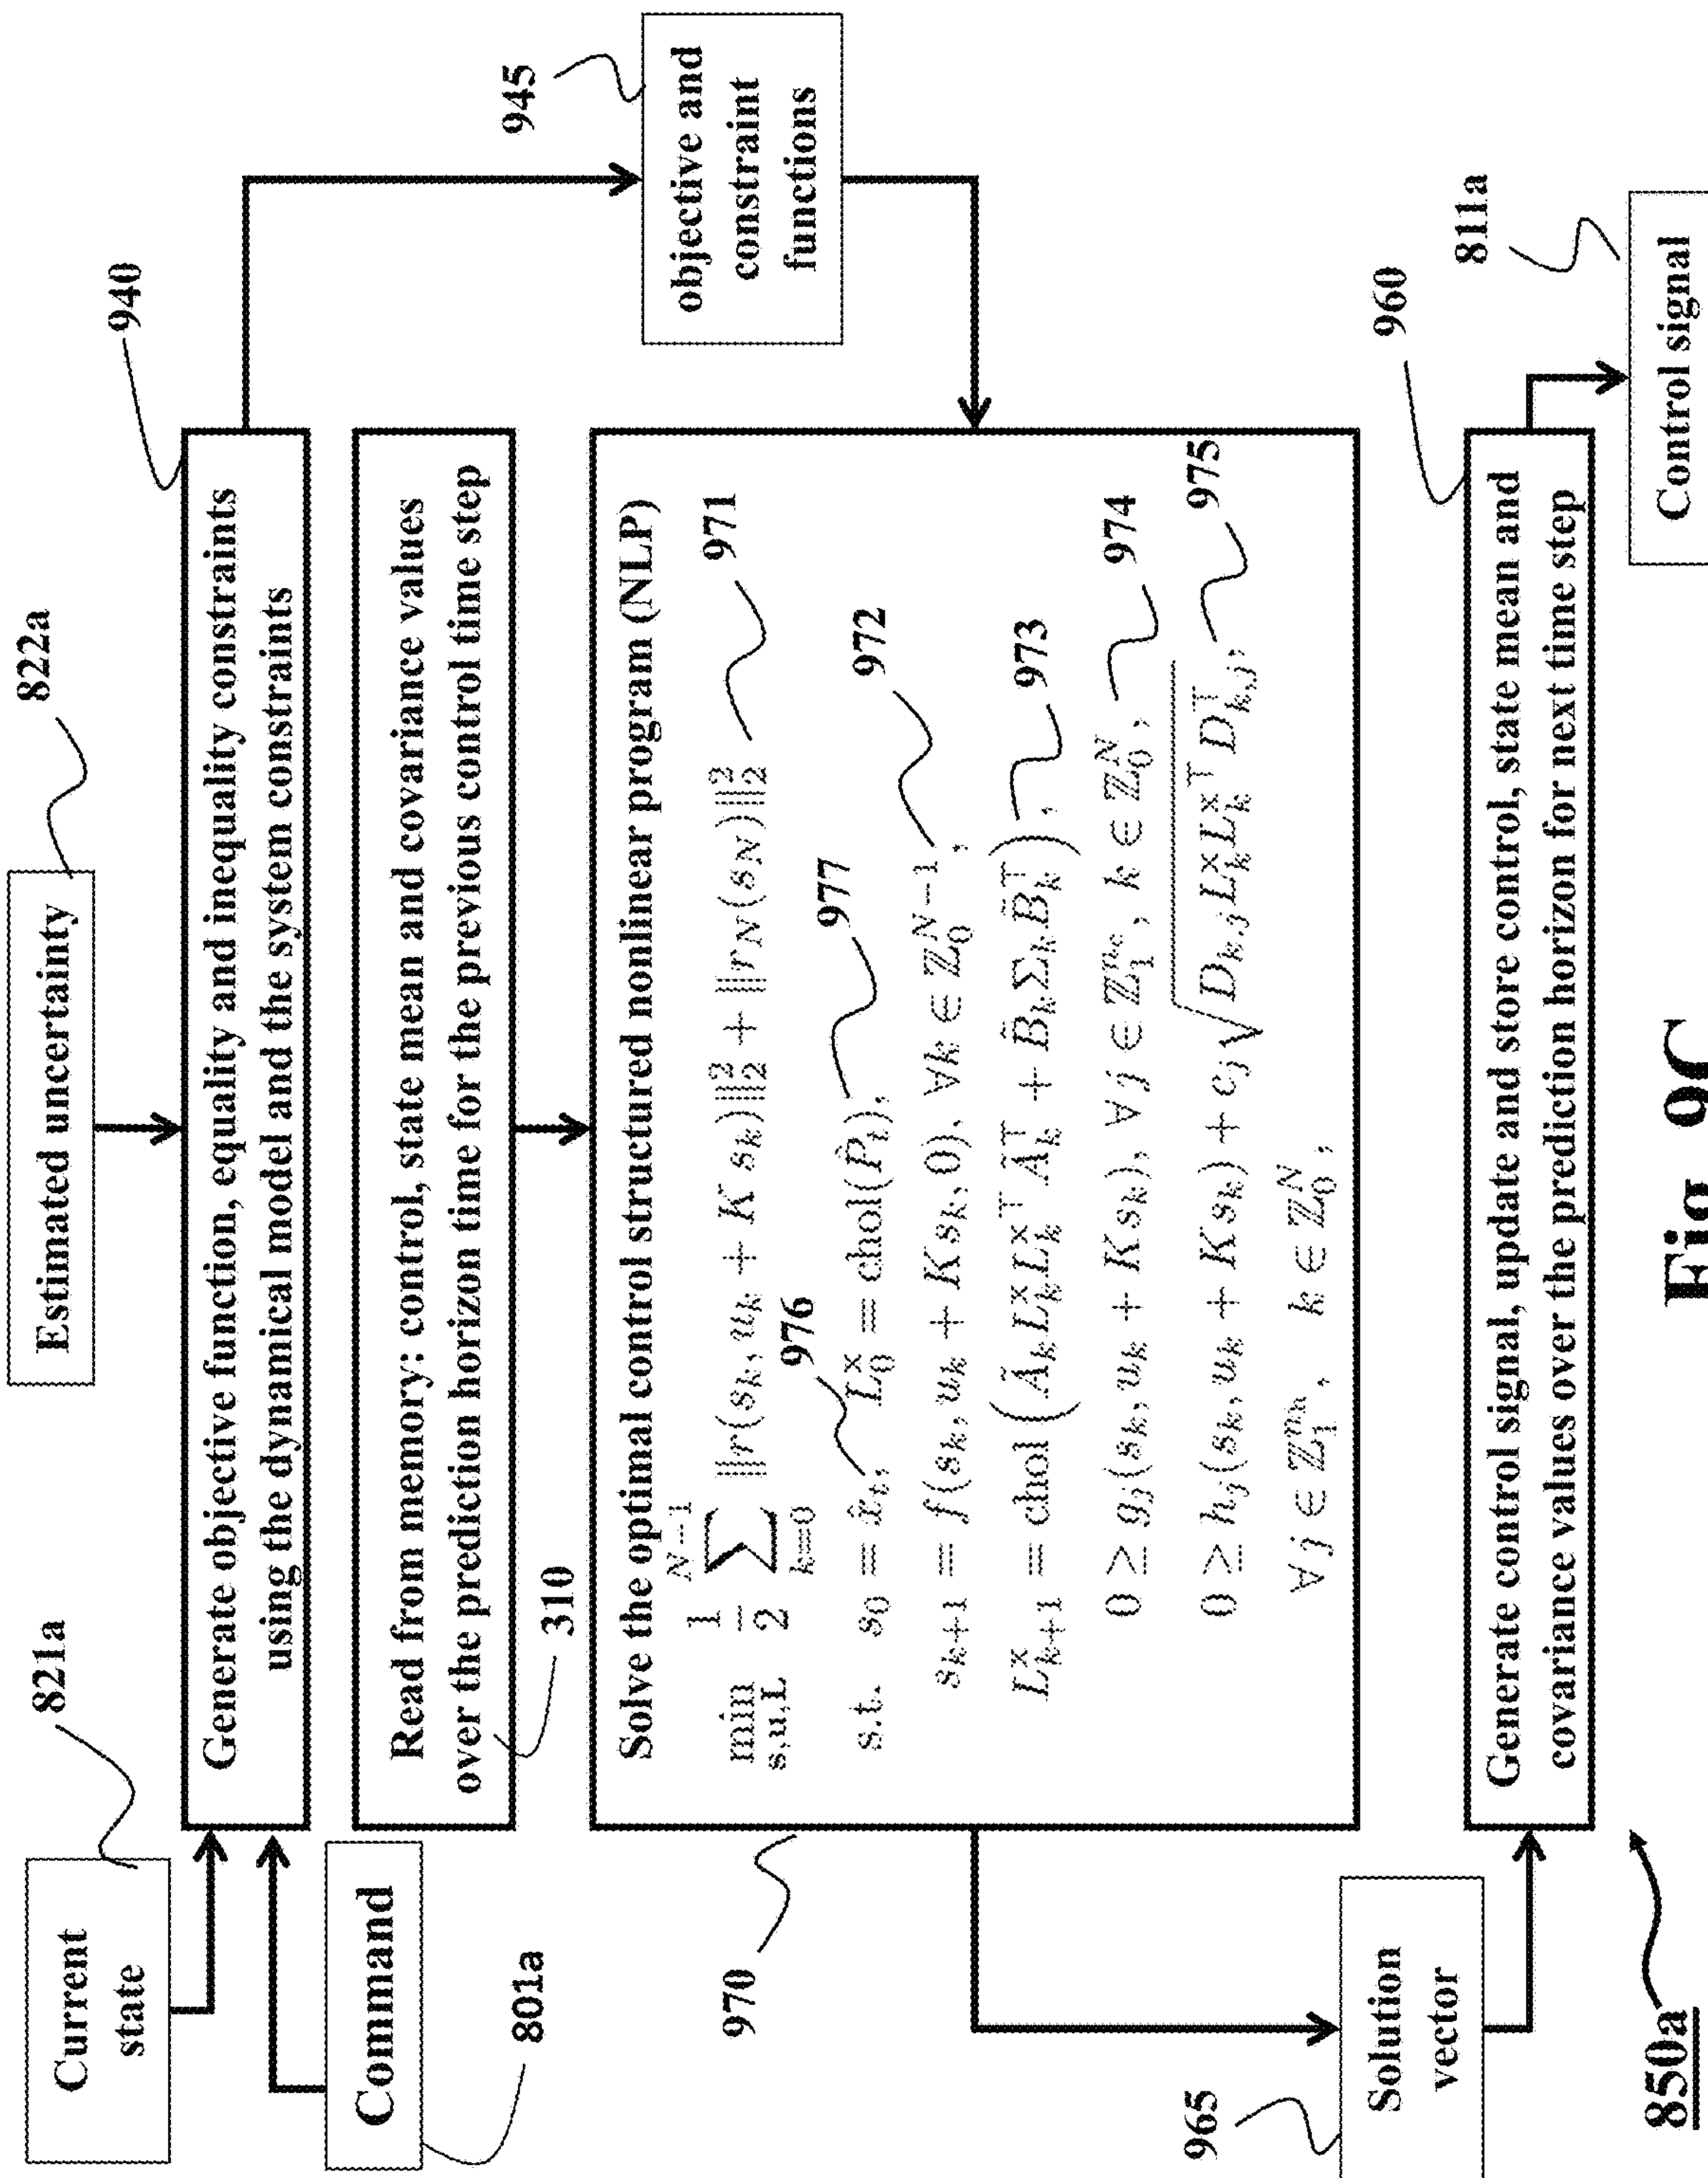 Estimated uncertainty
822a
Current
state
821a
940
Generate objective function, equality and inequality constraints
using the dynamical model and the system constraints
Command
801a
Read from memory: control, state mean and covariance values
over the prediction horizon time for the previous control time step
310
945
objective and
constraint
functions
Solve the optimal control structured nonlinear program (NLP)
971
min_{s,u,L} 1/2 ∑_{k=0}^{N−1} ‖r(s_k, u_k + K s_k)‖_2^2 + ‖r_N(s_N)‖_2^2
976
977
s.t. s_0 = x̂_t, L_0^x = chol(P̂_t),
972
s_{k+1} = f(s_k, u_k + K s_k, 0), ∀k ∈ ℤ_0^{N−1},
973
L_{k+1}^x = chol(Ã_k L_k^x L_k^{x⊤} Ã_k^⊤ + B̃_k Σ_k B̃_k^⊤),
974
0 ≥ g_j(s_k, u_k + K s_k), ∀j ∈ ℤ_1^{n_c}, k ∈ ℤ_0^N,
975
0 ≥ h_j(s_k, u_k + K s_k) + c_j √(D_{k,j} L_k^x L_k^{x⊤} D_{k,j}^⊤),
∀j ∈ ℤ_1^{n_h}, k ∈ ℤ_0^N,
970
965
Solution
vector
960
Generate control signal, update and store control, state mean and
covariance values over the prediction horizon for next time step
811a
Control signal
850a
Fig. 9C